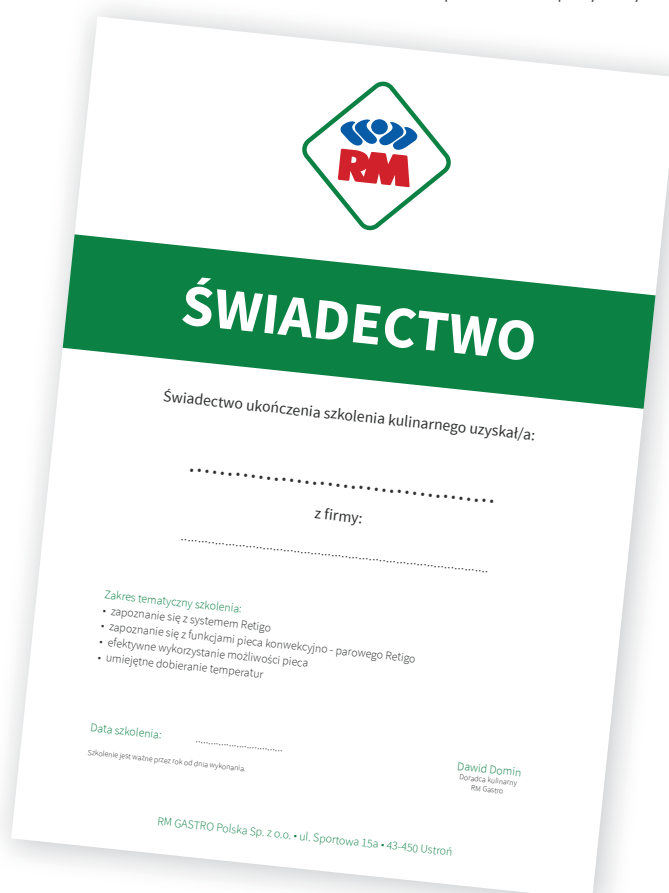 RM
ŚWIADECTWO
Świadectwo ukończenia szkolenia kulinarnego uzyskał/a:
........................................
z firmy:
................................................................................
Zakres tematyczny szkolenia:
• zapoznanie się z systemem Retigo
• zapoznanie się z funkcjami pieca konwekcyjno - parowego Retigo
• efektywne wykorzystanie możliwości pieca
• umiejętne dobieranie temperatur
Data szkolenia: ..............................
Szkolenie jest ważne przez rok od dnia wykonania.
Dawid Domin
Doradca kulinarny
RM Gastro
RM GASTRO Polska Sp. z o.o. • ul. Sportowa 15a • 43-450 Ustroń